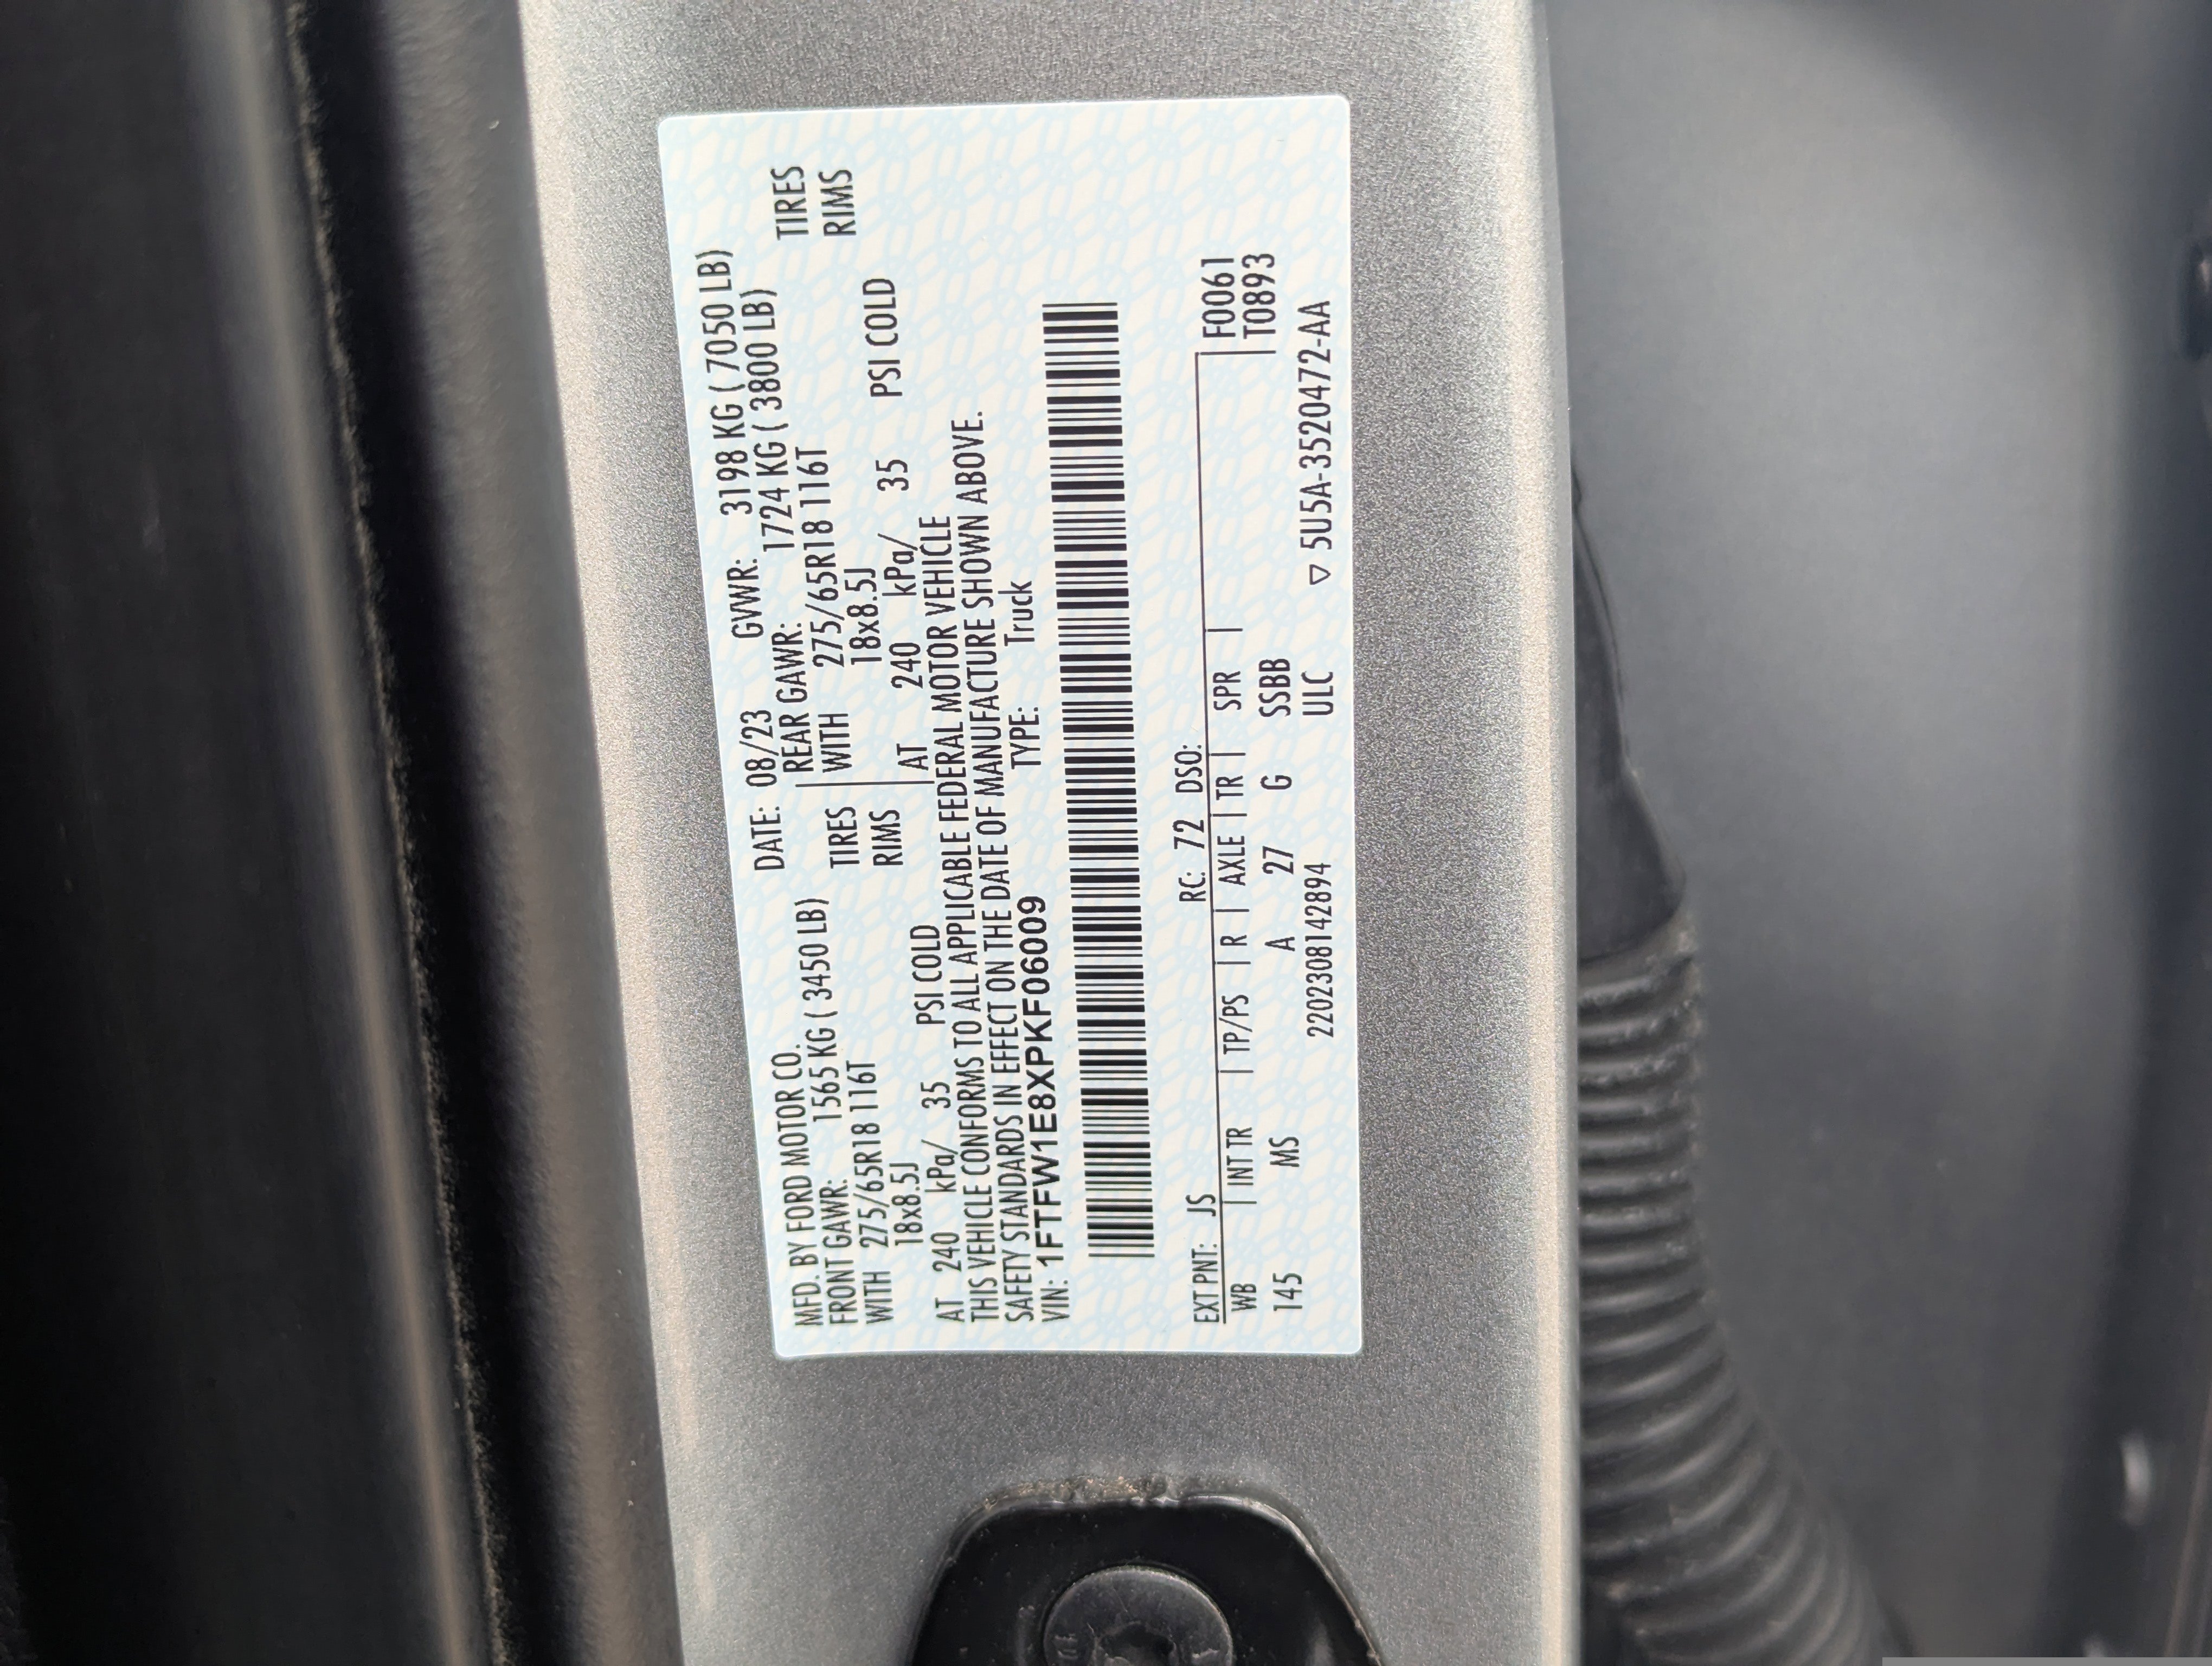 MFD. BY FORD MOTOR CO. DATE: 08/23 GVWR: 3198 KG ( 7050 LB)
FRONT GAWR: 1565 KG ( 3450 LB) REAR GAWR: 1724 KG ( 3800 LB)
WITH 275/65R18 116T TIRES WITH 275/65R18 116T TIRES
18x8.5J RIMS 18x8.5J RIMS
AT 240 kPa/ 35 PSI COLD AT 240 kPa/ 35 PSI COLD
THIS VEHICLE CONFORMS TO ALL APPLICABLE FEDERAL MOTOR VEHICLE
SAFETY STANDARDS IN EFFECT ON THE DATE OF MANUFACTURE SHOWN ABOVE.
VIN: 1FTFW1E8XPKF06009 TYPE: Truck
EXT PNT: JS RC: 72 DSO:
WB | INT TR | TP/PS | R | AXLE | TR | SPR | F0061
145 MS A 27 G SSBB T0893
2202308142894 ULC ▽ 5U5A-3520472-AA